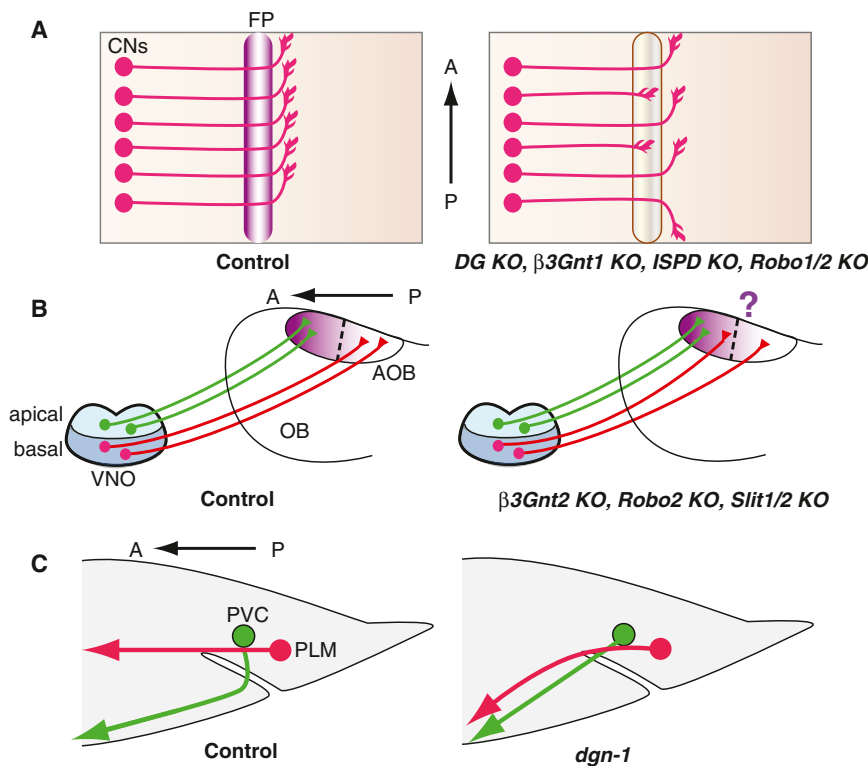 A
FP
CNs
Control
A
P
DG KO, β3Gnt1 KO, ISPD KO, Robo1/2 KO
B
A
P
apical
basal
VNO
OB
AOB
Control
?
β3Gnt2 KO, Robo2 KO, Slit1/2 KO
C
A
P
PVC
PLM
Control
dgn-1